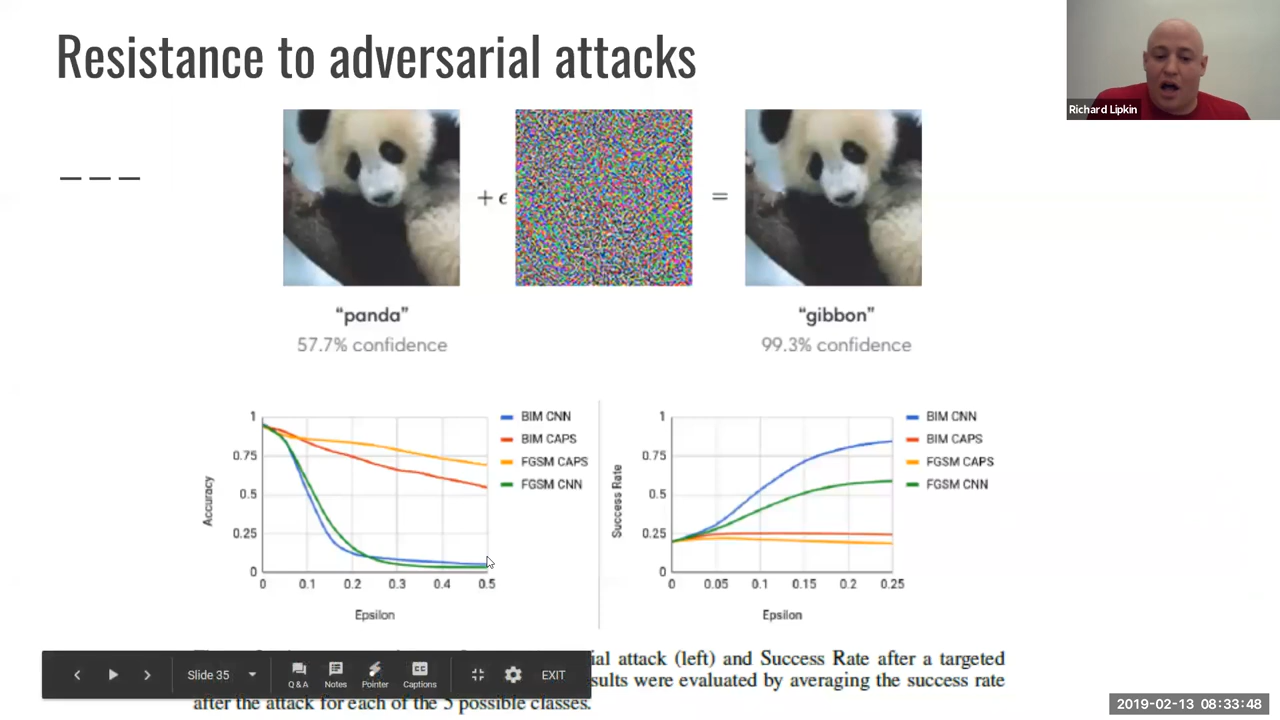 Resistance to adversarial attacks
Richard Lipkin
+ ϵ
=
“panda”
57.7% confidence
“gibbon”
99.3% confidence
1
0.75
0.5
0.25
0
Accuracy
0 0.1 0.2 0.3 0.4 0.5
Epsilon
BIM CNN
BIM CAPS
FGSM CAPS
FGSM CNN
1
0.75
0.5
0.25
0
Success Rate
0 0.05 0.1 0.15 0.2 0.25
Epsilon
BIM CNN
BIM CAPS
FGSM CAPS
FGSM CNN
ial attack (left) and Success Rate after a targeted
sults were evaluated by averaging the success rate
after the attack for each of the 5 possible classes.
Slide 35
Q & A
Notes
Pointer
Captions
EXIT
2019-02-13 08:33:48